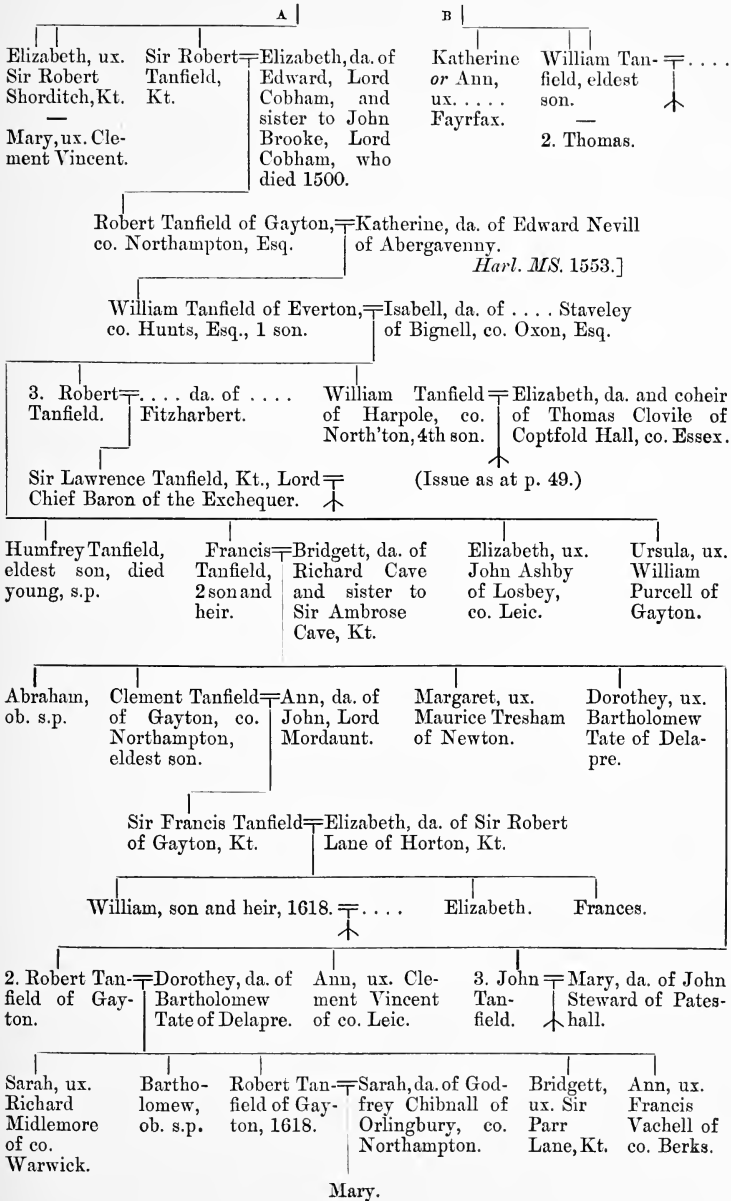 A B
Elizabeth, ux.
Sir Robert
Shorditch, Kt.
—
Mary, ux. Cle-
ment Vincent.
Sir Robert
Tanfield,
Kt.
Elizabeth, da. of
Edward, Lord
Cobham, and
sister to John
Brooke, Lord
Cobham, who
died 1500.
Katherine
or Ann,
ux. . . . .
Fayrfax.
William Tan- . . . .
field, eldest
son.
—
2. Thomas.
Robert Tanfield of Gayton,
co. Northampton, Esq.
Katherine, da. of Edward Nevill
of Abergavenny.
Harl. MS. 1553.]
William Tanfield of Everton,
co. Hunts, Esq., 1 son.
Isabell, da. of . . . . Staveley
of Bignell, co. Oxon, Esq.
3. Robert
Tanfield.
. . . . da. of . . . .
Fitzharbert.
William Tanfield
of Harpole, co.
North'ton, 4th son.
Elizabeth, da. and coheir
of Thomas Clovile of
Coptfold Hall, co. Essex.
Sir Lawrence Tanfield, Kt., Lord
Chief Baron of the Exchequer.
(Issue as at p. 49.)
Humfrey Tanfield,
eldest son, died
young, s.p.
Francis
Tanfield,
2 son and
heir.
Bridgett, da. of
Richard Cave
and sister to
Sir Ambrose
Cave, Kt.
Elizabeth, ux.
John Ashby
of Losbey,
co. Leic.
Ursula, ux.
William
Purcell of
Gayton.
Abraham,
ob. s.p.
Clement Tanfield
of Gayton, co.
Northampton,
eldest son.
Ann, da. of
John, Lord
Mordaunt.
Margaret, ux.
Maurice Tresham
of Newton.
Dorothey, ux.
Bartholomew
Tate of Dela-
pre.
Sir Francis Tanfield
of Gayton, Kt.
Elizabeth, da. of Sir Robert
Lane of Horton, Kt.
William, son and heir, 1618. . . . .
Elizabeth.
Frances.
2. Robert Tan-
field of Gay-
ton.
Dorothey, da. of
Bartholomew
Tate of Delapre.
Ann, ux. Cle-
ment Vincent
of co. Leic.
3. John
Tan-
field.
Mary, da. of John
Steward of Pates-
hall.
Sarah, ux.
Richard
Midlemore
of co.
Warwick.
Bartho-
lomew,
ob. s.p.
Robert Tan-
field of Gay-
ton, 1618.
Sarah, da. of God-
frey Chibnall of
Orlingbury, co.
Northampton.
Bridgett,
ux. Sir
Parr
Lane, Kt.
Ann, ux.
Francis
Vachell of
co. Berks.
Mary.